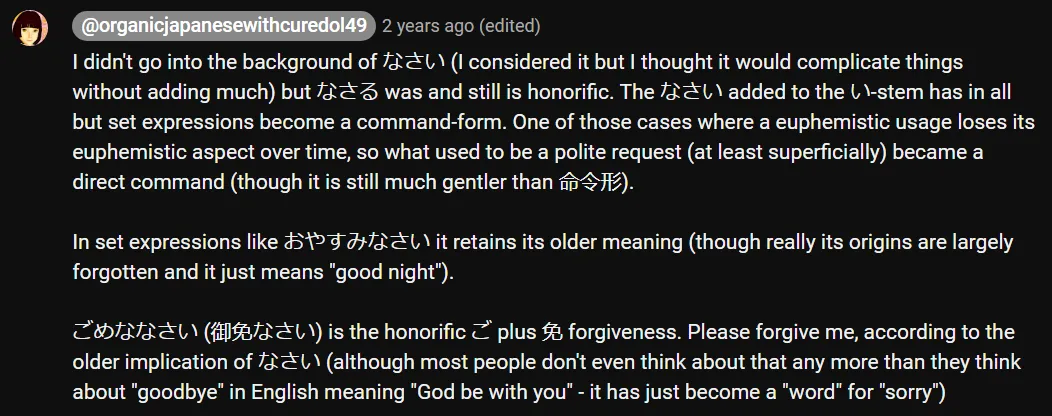 @organicjapanesewithcuredol49 2 years ago (edited)
I didn't go into the background of なさい (I considered it but I thought it would complicate things
without adding much) but なさる was and still is honorific. The なさい added to the い-stem has in all
but set expressions become a command-form. One of those cases where a euphemistic usage loses its
euphemistic aspect over time, so what used to be a polite request (at least superficially) became a
direct command (though it is still much gentler than 命令形).
In set expressions like おやすみなさい it retains its older meaning (though really its origins are largely
forgotten and it just means "good night").
ごめななさい (御免なさい) is the honorific ご plus 免 forgiveness. Please forgive me, according to the
older implication of なさい (although most people don't even think about that any more than they think
about "goodbye" in English meaning "God be with you" - it has just become a "word" for "sorry")